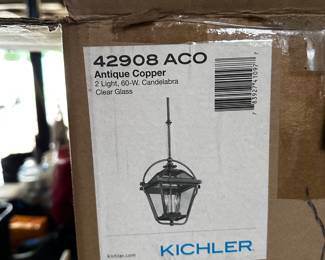 42908 ACO
Antique Copper
2 Light, 60-W. Candelabra
Clear Glass
kichler.com
KICHLER